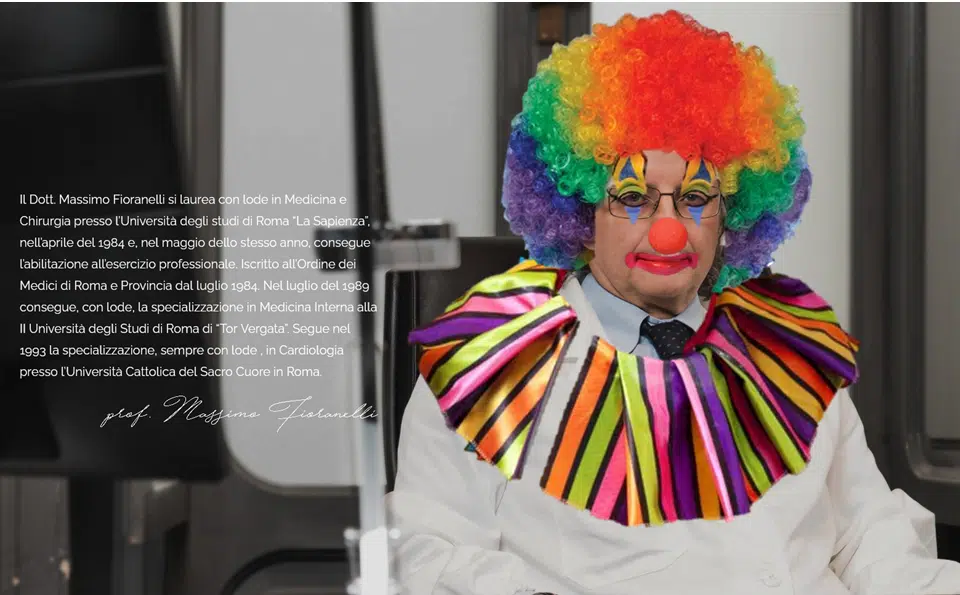 Il Dott. Massimo Fioranelli si laurea con lode in Medicina e
Chirurgia presso l'Università degli studi di Roma "La Sapienza",
nell'aprile del 1984 e, nel maggio dello stesso anno, consegue
l'abilitazione all'esercizio professionale. Iscritto all'Ordine dei
Medici di Roma e Provincia dal luglio 1984. Nel luglio del 1989
consegue, con lode, la specializzazione in Medicina Interna alla
II Università degli Studi di Roma di "Tor Vergata". Segue nel
1993 la specializzazione, sempre con lode , in Cardiologia
presso l'Università Cattolica del Sacro Cuore in Roma.
prof. Massimo Fioranelli